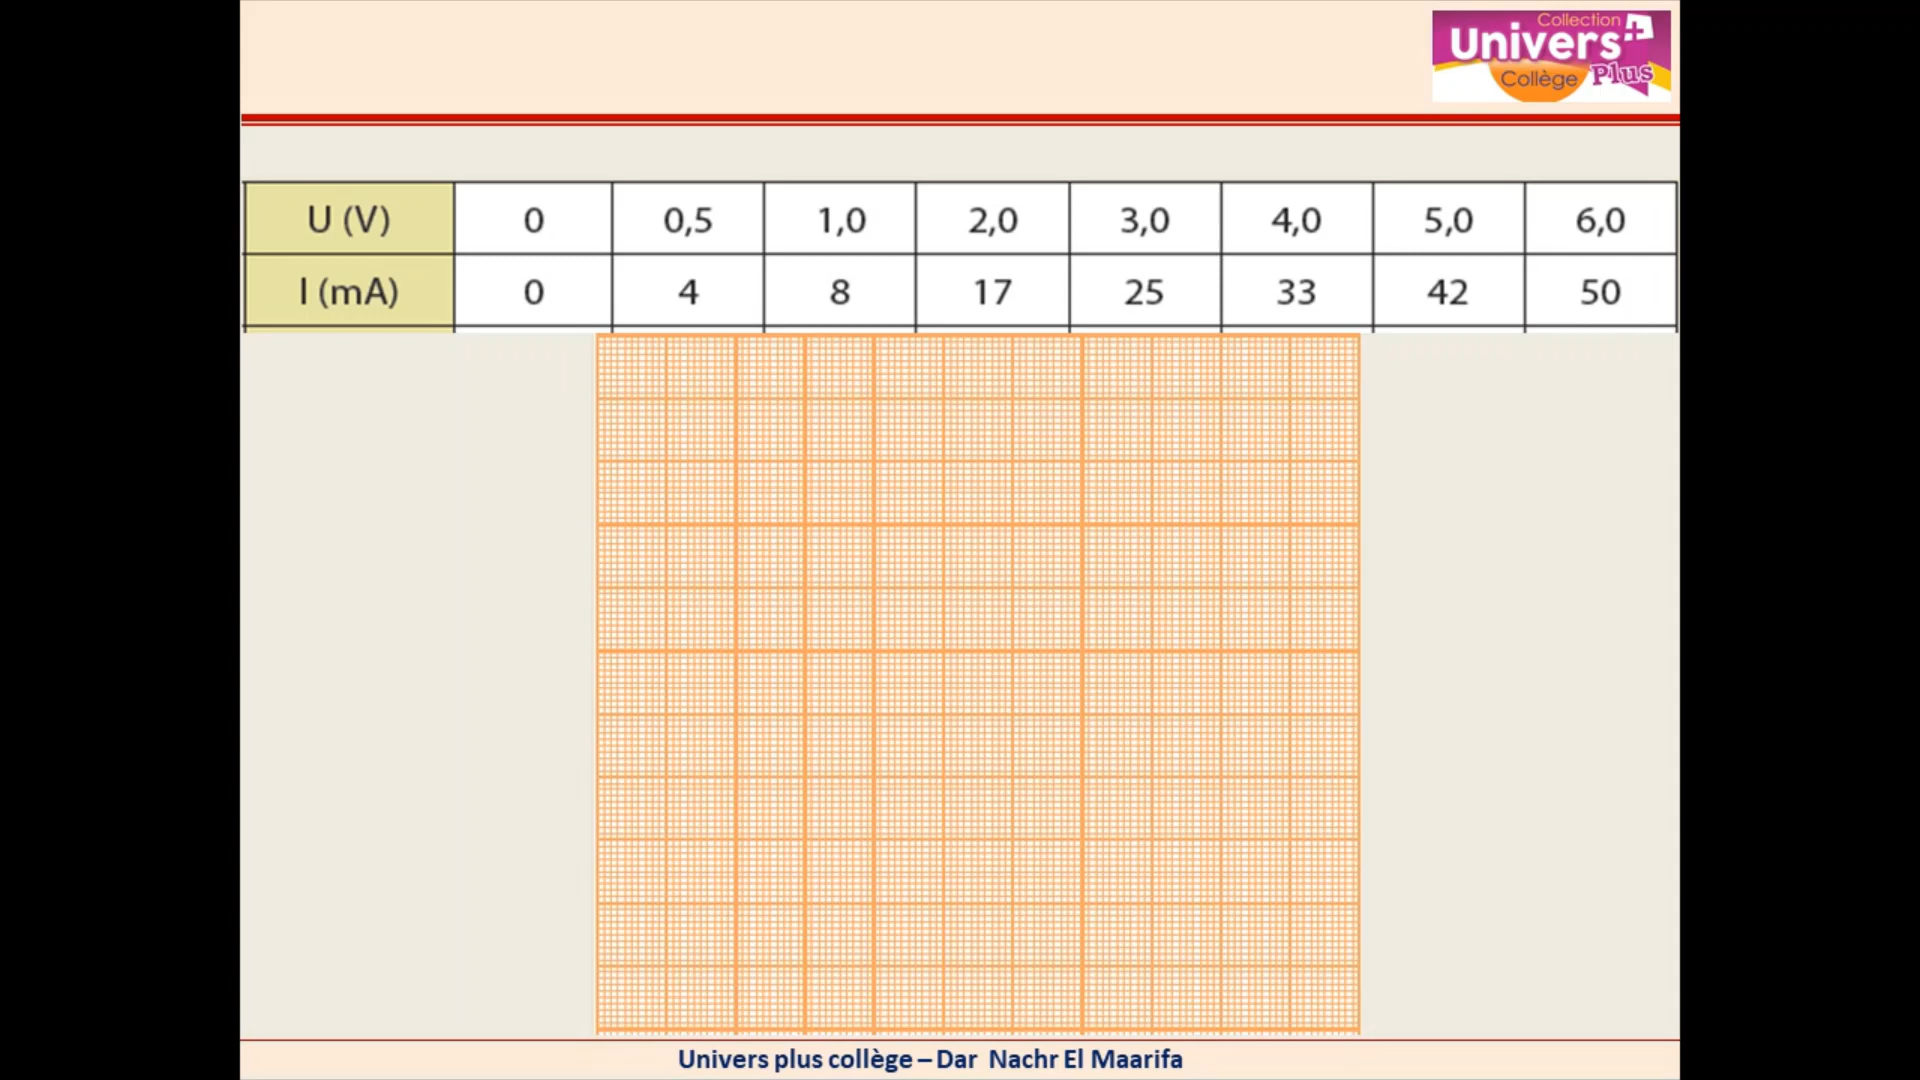 Collection
Univers+
Collège Plus
U (V) 0 0,5 1,0 2,0 3,0 4,0 5,0 6,0
I (mA) 0 4 8 17 25 33 42 50
Univers plus collège – Dar Nachr El Maarifa